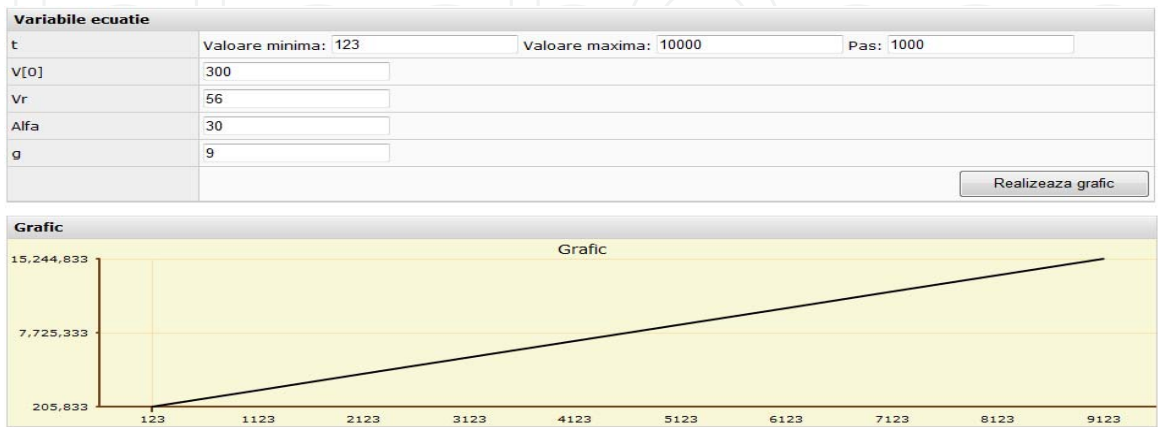 Variabile ecuatie
t Valoare minima: 123 Valoare maxima: 10000 Pas: 1000
V[0] 300
Vr 56
Alfa 30
g 9
Realizeaza grafic
Grafic
Grafic
15,244,833
7,725,333
205,833
123 1123 2123 3123 4123 5123 6123 7123 8123 9123